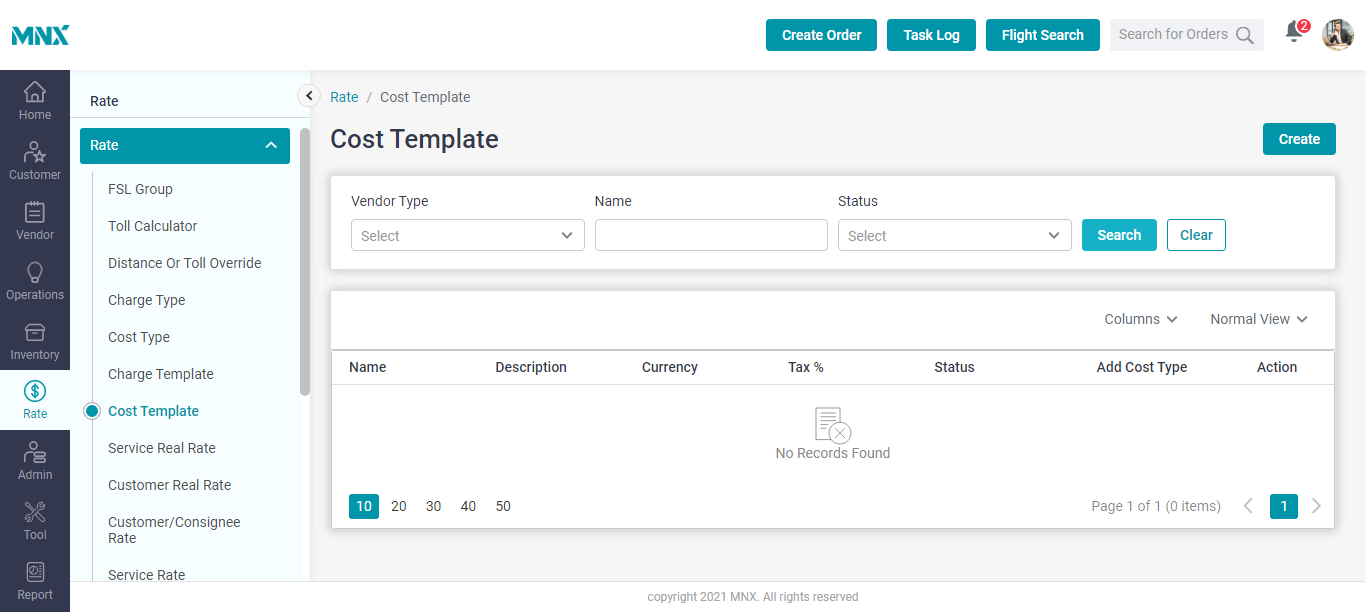 MNX
Create Order
Task Log
Flight Search
Search for Orders
2
Home
Customer
Vendor
Operations
Inventory
Rate
Admin
Tool
Report
Rate
Rate
FSL Group
Toll Calculator
Distance Or Toll Override
Charge Type
Cost Type
Charge Template
Cost Template
Service Real Rate
Customer Real Rate
Customer/Consignee
Rate
Service Rate
Rate / Cost Template
Cost Template
Create
Vendor Type
Name
Status
Select
Select
Search
Clear
Columns
Normal View
Name Description Currency Tax % Status Add Cost Type Action
No Records Found
10 20 30 40 50
Page 1 of 1 (0 items)
1
copyright 2021 MNX. All rights reserved